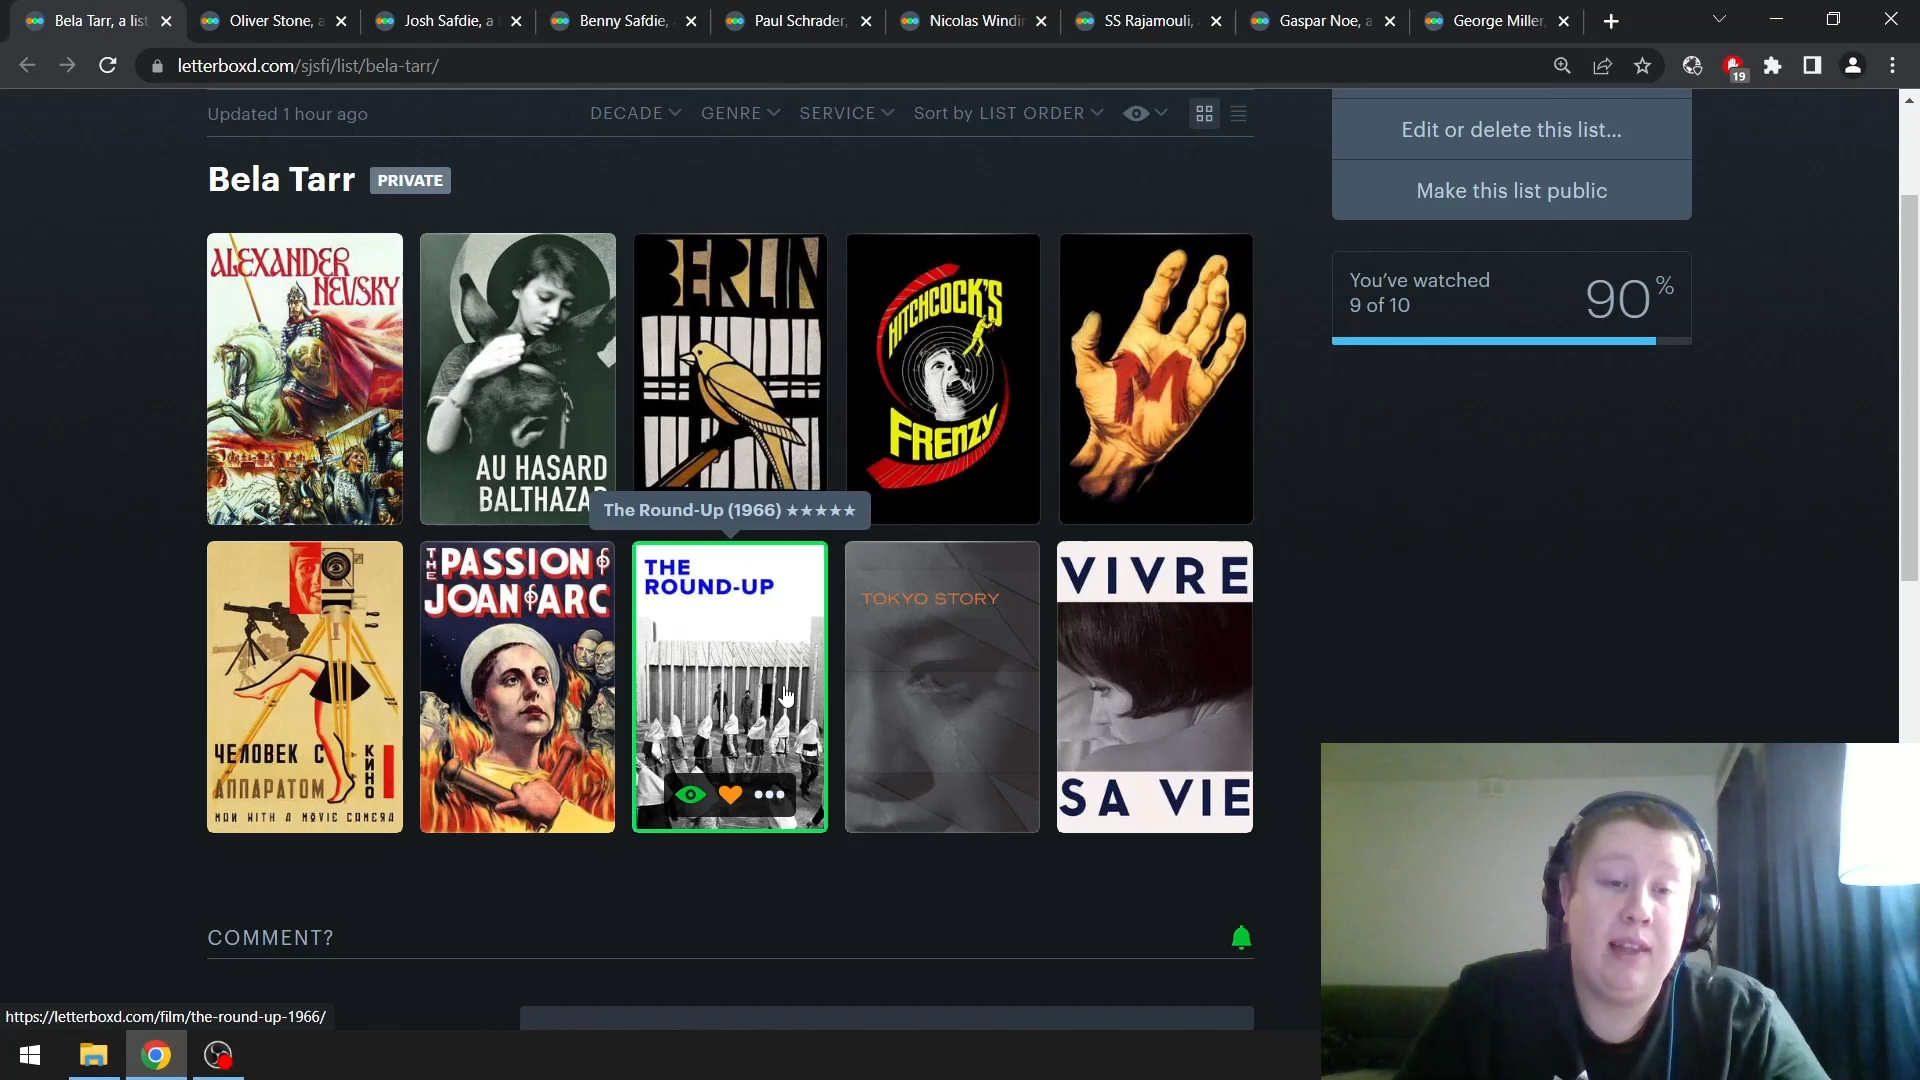 Bela Tarr, a list
Oliver Stone, a
Josh Safdie, a
Benny Safdie,
Paul Schrader,
Nicolas Windin
SS Rajamouli,
Gaspar Noe, a
George Miller,
letterboxd.com/sjsfi/list/bela-tarr/
19
Updated 1 hour ago
DECADE
GENRE
SERVICE
Sort by LIST ORDER
Edit or delete this list...
Make this list public
Bela Tarr
PRIVATE
You've watched
9 of 10
90%
ALEXANDER
NEVSKY
AU HASARD
BALTHAZAR
BERLIN
HITCHCOCK'S
FRENZY
M
The Round-Up (1966) ★★★★★
ЧЕЛОВЕК С
АППАРАТОМ
КИНО
MAN WITH A MOVIE CAMERA
THE PASSION OF
JOAN OF ARC
THE
ROUND-UP
TOKYO STORY
VIVRE
SA VIE
COMMENT?
https://letterboxd.com/film/the-round-up-1966/